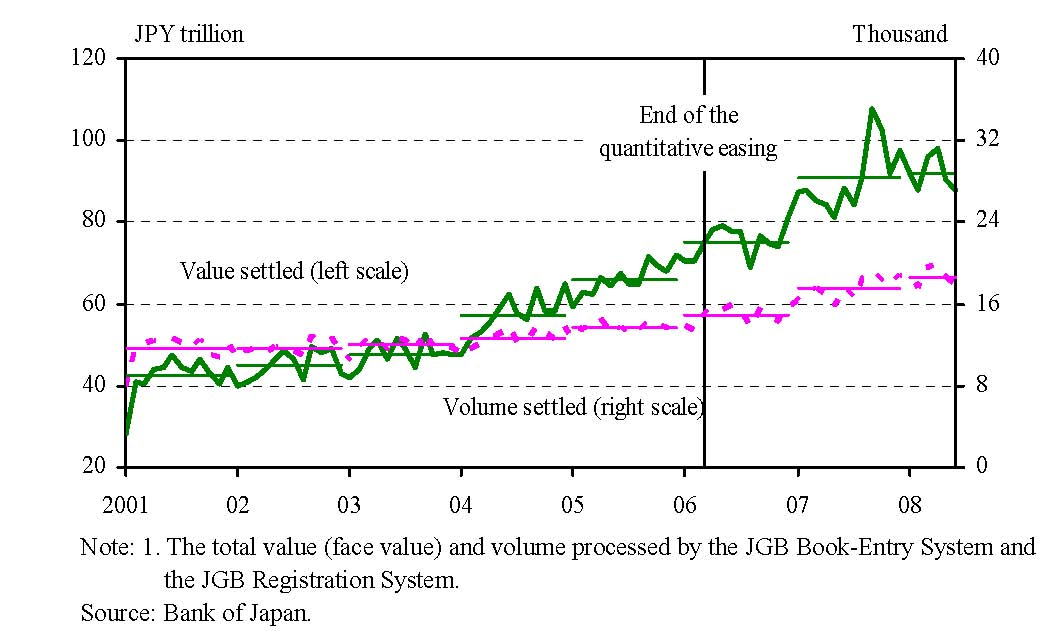 JPY trillion Thousand
120 40
End of the
quantitative easing
100 32
80 24
Value settled (left scale)
60 16
40 8
Volume settled (right scale)
20 0
2001 02 03 04 05 06 07 08
Note: 1. The total value (face value) and volume processed by the JGB Book-Entry System and
the JGB Registration System.
Source: Bank of Japan.